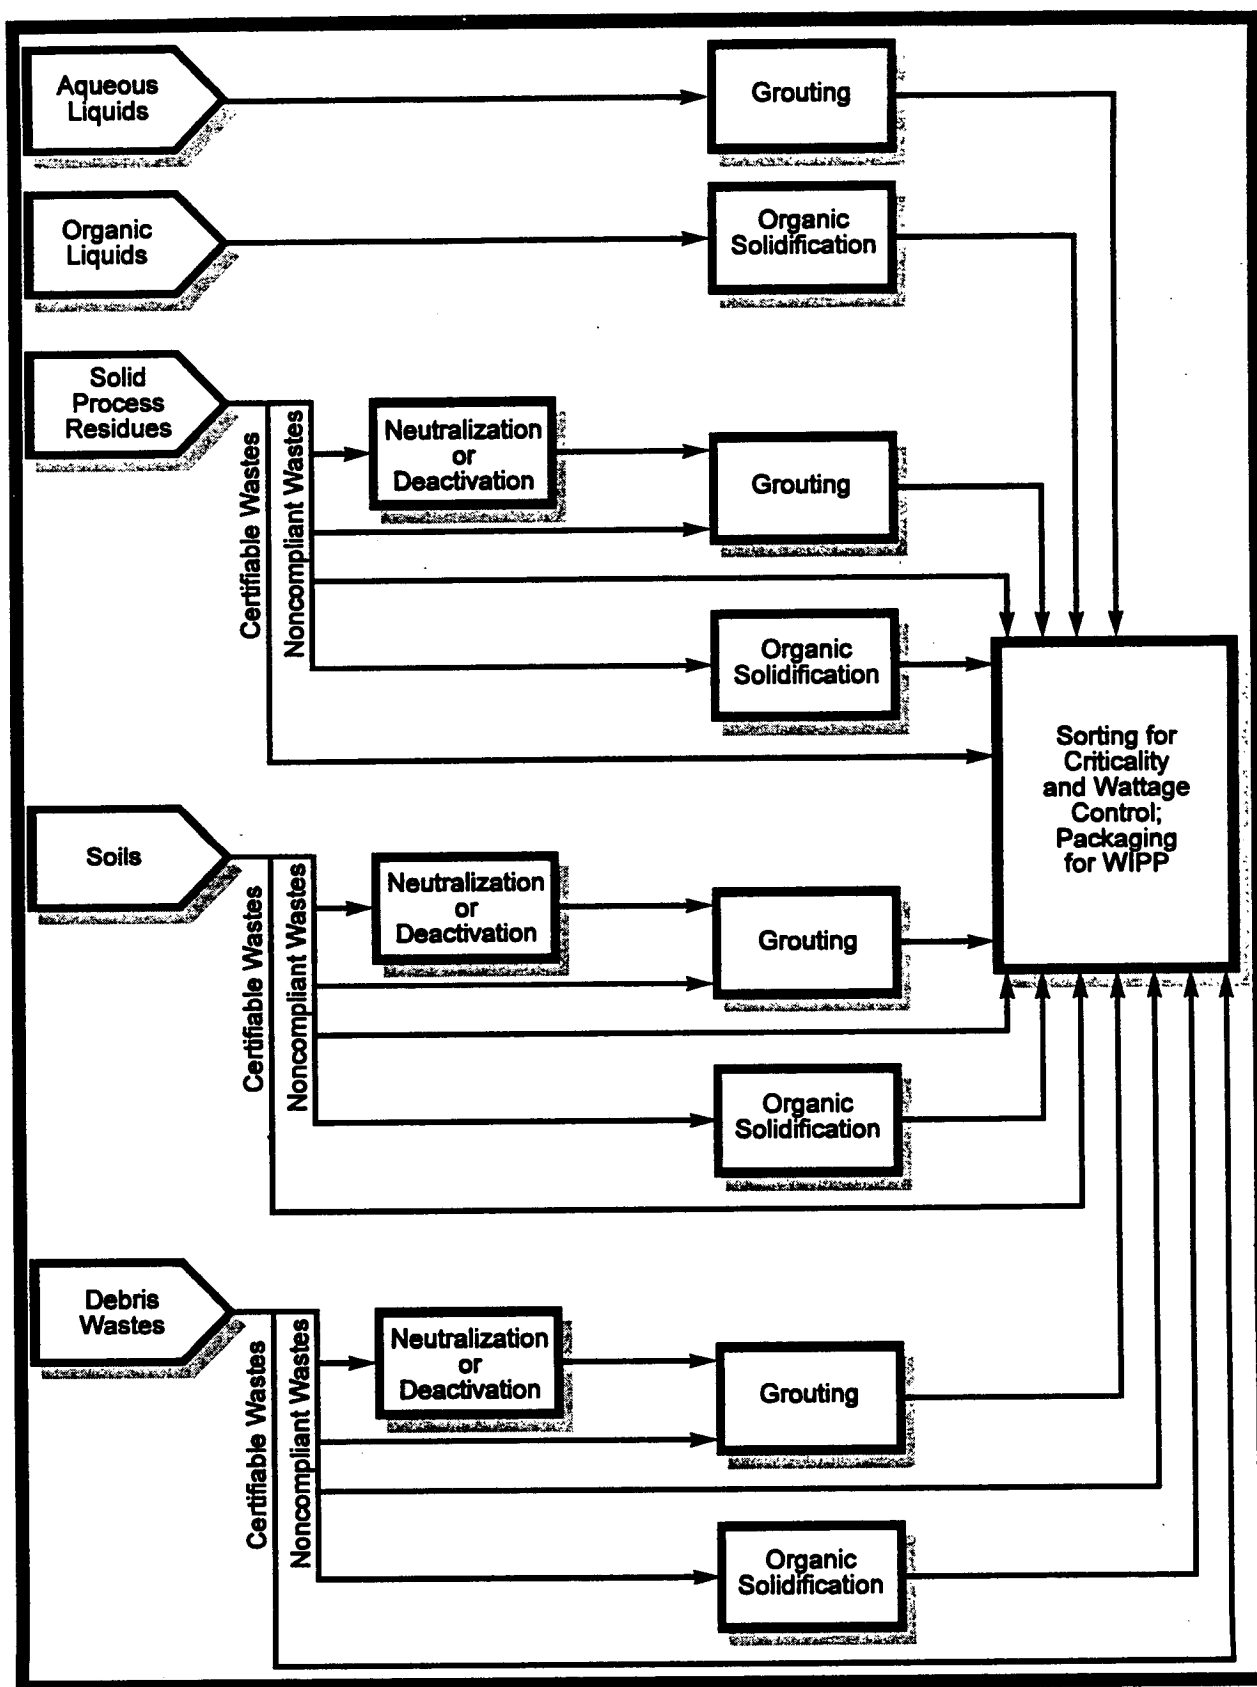 Aqueous
Liquids
Grouting
Organic
Liquids
Organic
Solidification
Solid
Process
Residues
Certifiable Wastes
Noncompliant Wastes
Neutralization
or
Deactivation
Grouting
Organic
Solidification
Sorting for
Criticality
and Wattage
Control;
Packaging
for WIPP
Soils
Certifiable Wastes
Noncompliant Wastes
Neutralization
or
Deactivation
Grouting
Organic
Solidification
Debris
Wastes
Certifiable Wastes
Noncompliant Wastes
Neutralization
or
Deactivation
Grouting
Organic
Solidification